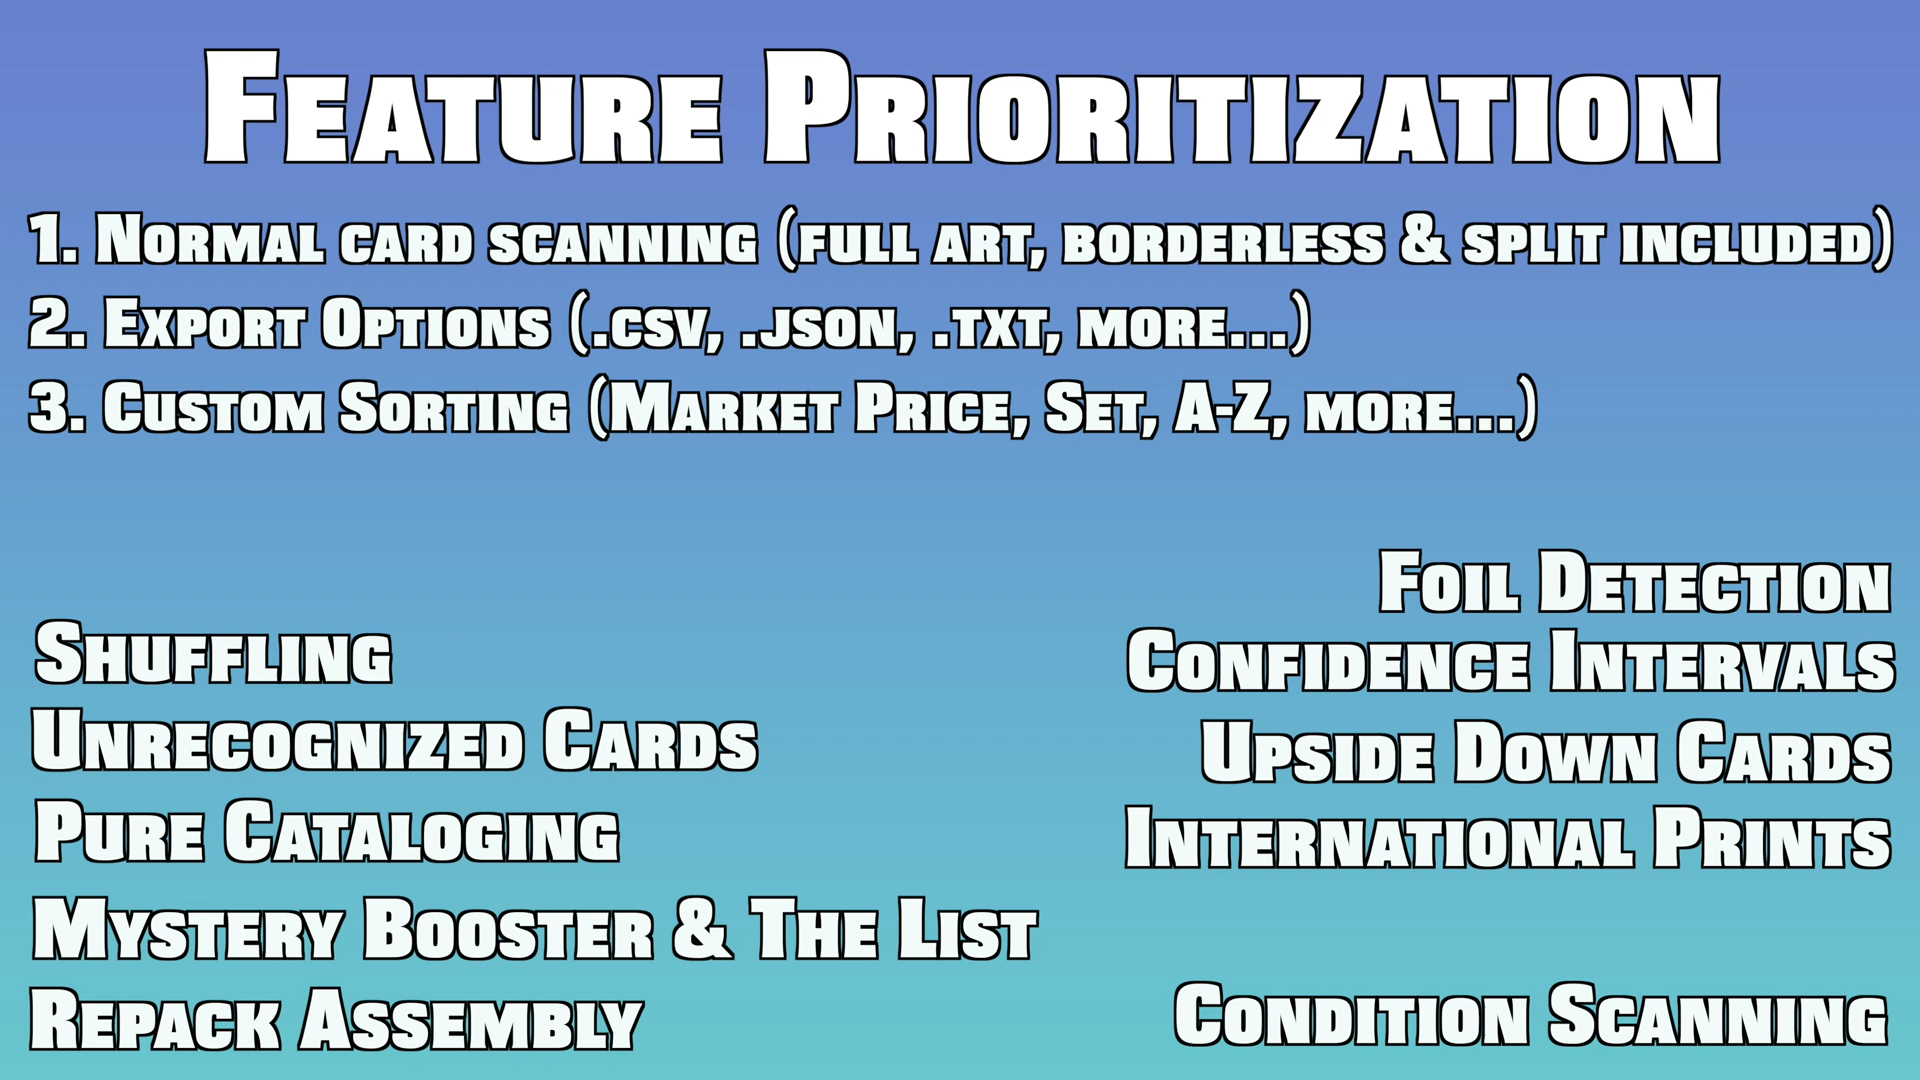 Feature Prioritization
1. Normal card scanning (full art, borderless & split included)
2. Export Options (.csv, .json, .txt, more...)
3. Custom Sorting (Market Price, Set, A-Z, more...)
Shuffling
Unrecognized Cards
Pure Cataloging
Mystery Booster & The List
Repack Assembly
Foil Detection
Confidence Intervals
Upside Down Cards
International Prints
Condition Scanning